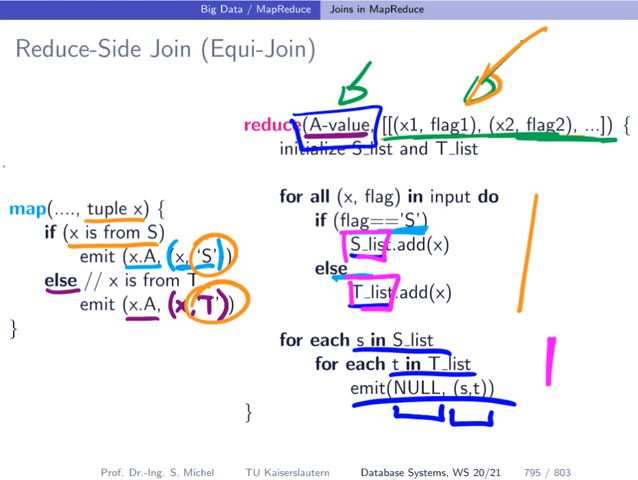 Big Data / MapReduce Joins in MapReduce
Reduce-Side Join (Equi-Join)
map(...., tuple x) {
if (x is from S)
emit (x.A, (x, 'S'))
else // x is from T
emit (x.A, (x,'T'))
}
reduce(A-value, [[(x1, flag1), (x2, flag2), ...]) {
initialize S_list and T_list
for all (x, flag) in input do
if (flag=='S')
S_list.add(x)
else
T_list.add(x)
for each s in S_list
for each t in T_list
emit(NULL, (s,t))
}
Prof. Dr.-Ing. S. Michel TU Kaiserslautern Database Systems, WS 20/21 795 / 803